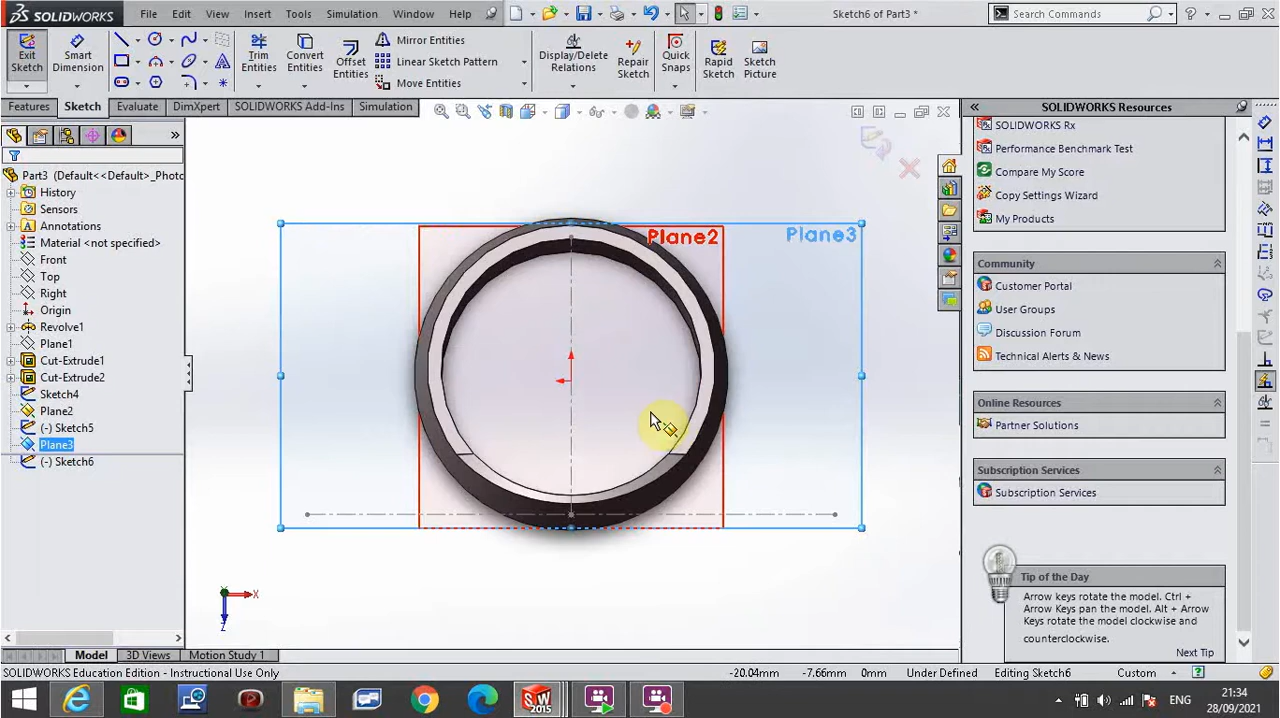 SOLIDWORKS File Edit View Insert Tools Simulation Window Help Sketch6 of Part3 * Search Commands
Exit Sketch
Smart Dimension
Trim Entities
Convert Entities
Offset Entities
Mirror Entities
Linear Sketch Pattern
Move Entities
Display/Delete Relations
Repair Sketch
Quick Snaps
Rapid Sketch
Sketch Picture
Features Sketch Evaluate DimXpert SOLIDWORKS Add-Ins Simulation
Part3 (Default<<Default>_Photo
History
Sensors
Annotations
Material <not specified>
Front
Top
Right
Origin
Revolve1
Plane1
Cut-Extrude1
Cut-Extrude2
Sketch4
Plane2
(-) Sketch5
Plane3
(-) Sketch6
Plane2
Plane3
X
Z
SOLIDWORKS Resources
SOLIDWORKS Rx
Performance Benchmark Test
Compare My Score
Copy Settings Wizard
My Products
Community
Customer Portal
User Groups
Discussion Forum
Technical Alerts & News
Online Resources
Partner Solutions
Subscription Services
Subscription Services
Tip of the Day
Arrow keys rotate the model. Ctrl +
Arrow Keys pan the model. Alt + Arrow
Keys rotate the model clockwise and
counterclockwise.
Next Tip
Model 3D Views Motion Study 1
SOLIDWORKS Education Edition - Instructional Use Only -20.04mm -7.66mm 0mm Under Defined Editing Sketch6 Custom
SW 2015
ENG
21:34
28/09/2021